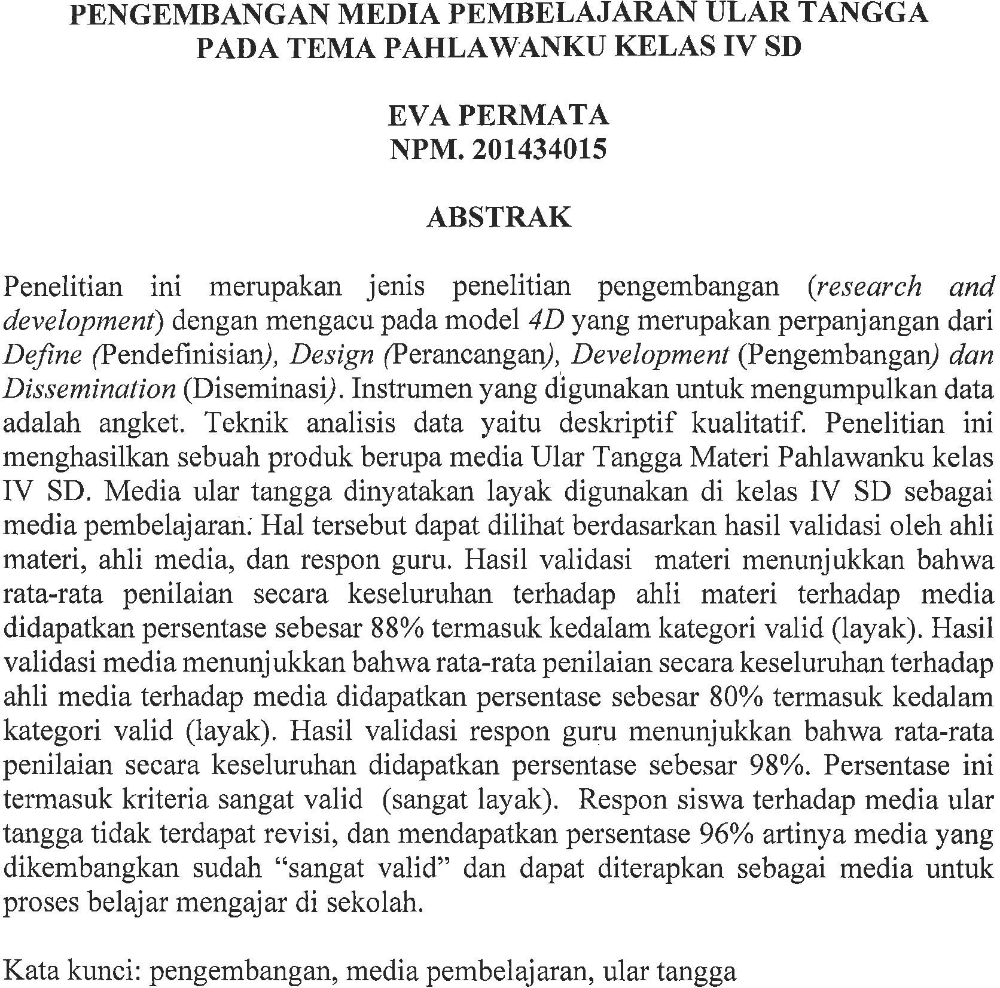 PENGEMBANGAN MEDIA PEMBELAJARAN ULAR TANGGA
PADA TEMA PAHLAWANKU KELAS IV SD
EVA PERMATA
NPM. 201434015
ABSTRAK
Penelitian ini merupakan jenis penelitian pengembangan (research and
development) dengan mengacu pada model 4D yang merupakan perpanjangan dari
Define (Pendefinisian), Design (Perancangan), Development (Pengembangan) dan
Dissemination (Diseminasi). Instrumen yang digunakan untuk mengumpulkan data
adalah angket. Teknik analisis data yaitu deskriptif kualitatif. Penelitian ini
menghasilkan sebuah produk berupa media Ular Tangga Materi Pahlawanku kelas
IV SD. Media ular tangga dinyatakan layak digunakan di kelas IV SD sebagai
media pembelajaran. Hal tersebut dapat dilihat berdasarkan hasil validasi oleh ahli
materi, ahli media, dan respon guru. Hasil validasi materi menunjukkan bahwa
rata-rata penilaian secara keseluruhan terhadap ahli materi terhadap media
didapatkan persentase sebesar 88% termasuk kedalam kategori valid (layak). Hasil
validasi media menunjukkan bahwa rata-rata penilaian secara keseluruhan terhadap
ahli media terhadap media didapatkan persentase sebesar 80% termasuk kedalam
kategori valid (layak). Hasil validasi respon guru menunjukkan bahwa rata-rata
penilaian secara keseluruhan didapatkan persentase sebesar 98%. Persentase ini
termasuk kriteria sangat valid (sangat layak). Respon siswa terhadap media ular
tangga tidak terdapat revisi, dan mendapatkan persentase 96% artinya media yang
dikembangkan sudah “sangat valid” dan dapat diterapkan sebagai media untuk
proses belajar mengajar di sekolah.
Kata kunci: pengembangan, media pembelajaran, ular tangga